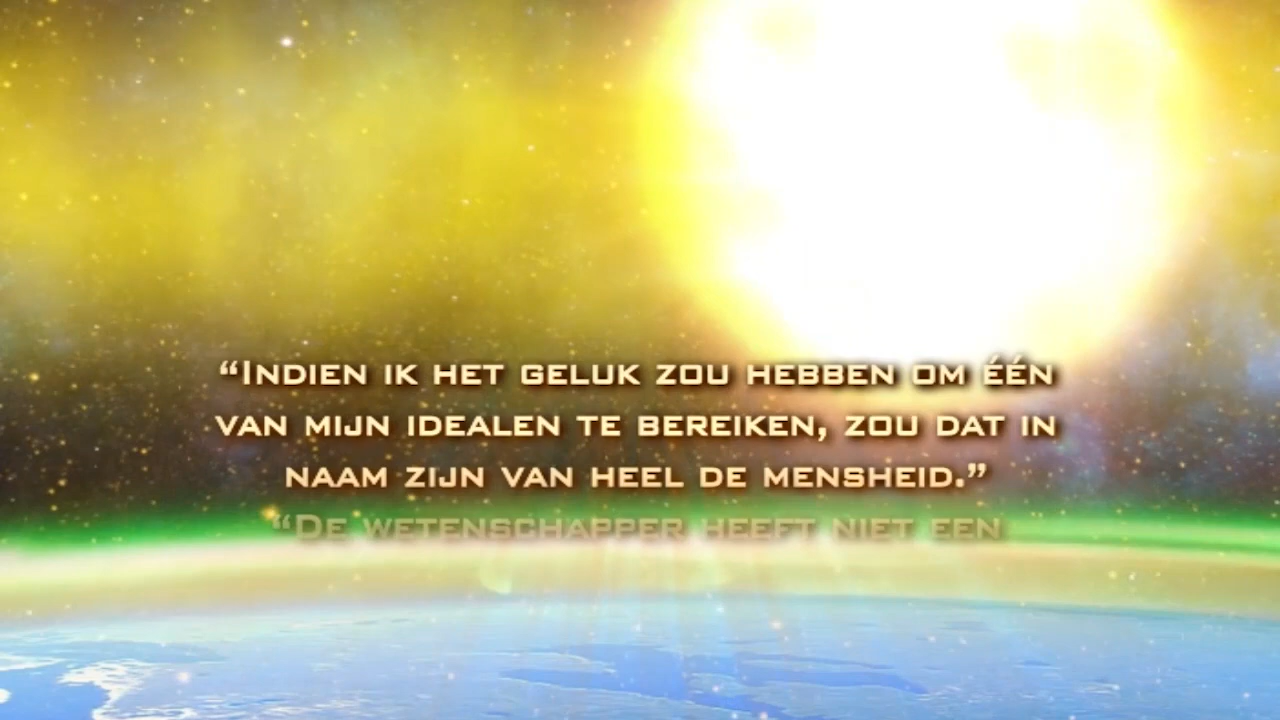 “Indien ik het geluk zou hebben om één
van mijn idealen te bereiken, zou dat in
naam zijn van heel de mensheid.”
“De wetenschapper heeft niet een